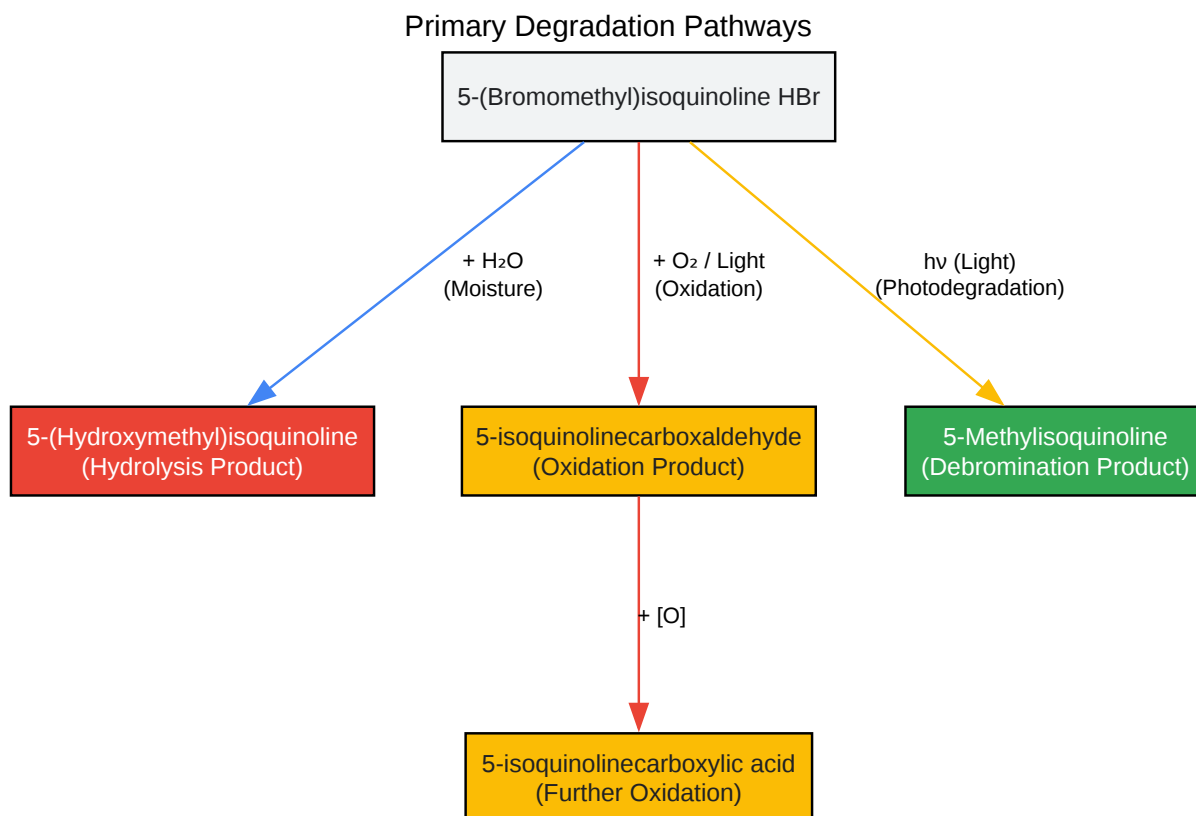 Primary Degradation Pathways
5-(Bromomethyl)isoquinoline HBr
+ H₂O
(Moisture)
+ O₂ / Light
(Oxidation)
hν (Light)
(Photodegradation)
5-(Hydroxymethyl)isoquinoline
(Hydrolysis Product)
5-isoquinolinecarboxaldehyde
(Oxidation Product)
5-Methylisoquinoline
(Debromination Product)
+ [O]
5-isoquinolinecarboxylic acid
(Further Oxidation)